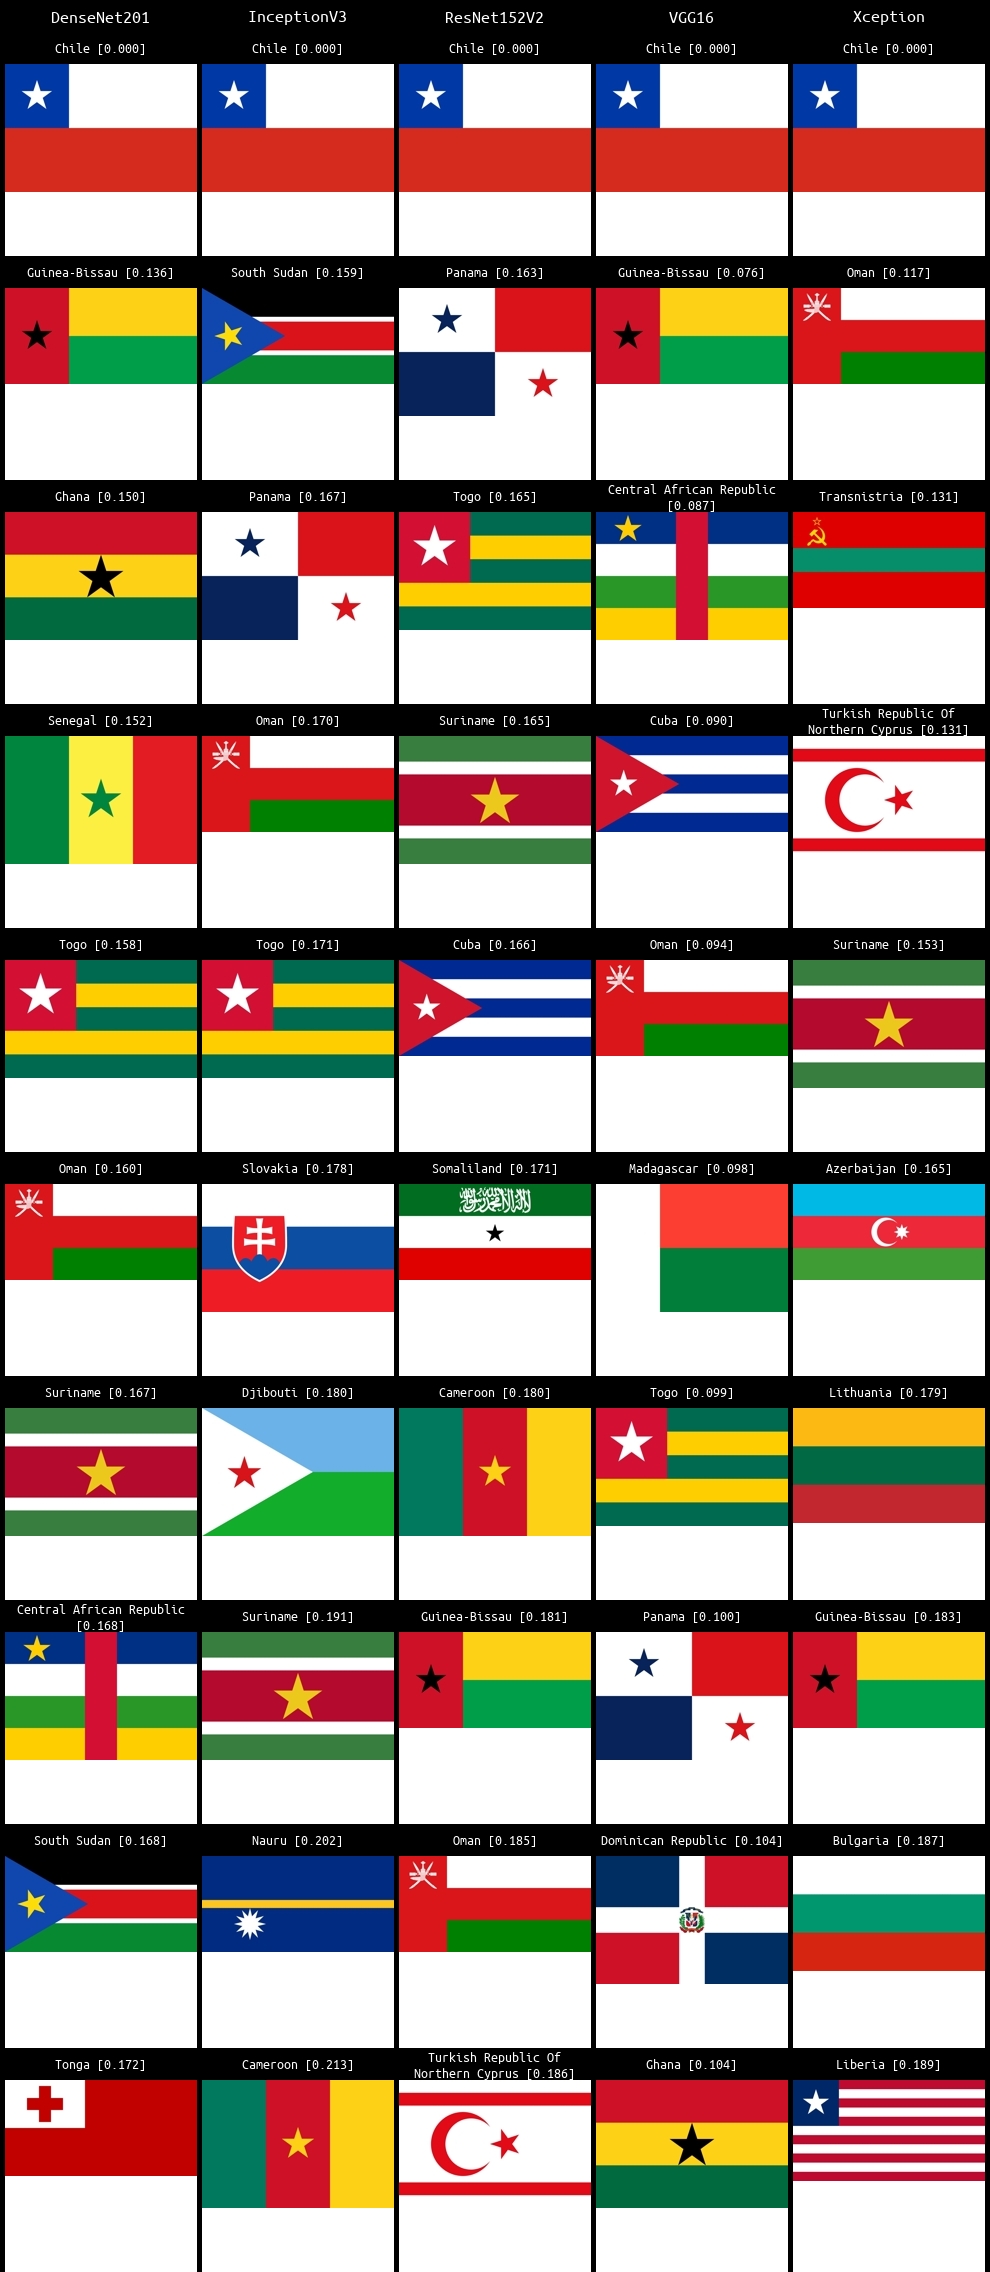 DenseNet201 InceptionV3 ResNet152V2 VGG16 Xception
Chile [0.000] Chile [0.000] Chile [0.000] Chile [0.000] Chile [0.000]
Guinea-Bissau [0.136] South Sudan [0.159] Panama [0.163] Guinea-Bissau [0.076] Oman [0.117]
Ghana [0.150] Panama [0.167] Togo [0.165] Central African Republic [0.087] Transnistria [0.131]
Senegal [0.152] Oman [0.170] Suriname [0.165] Cuba [0.090] Turkish Republic Of Northern Cyprus [0.131]
Togo [0.158] Togo [0.171] Cuba [0.166] Oman [0.094] Suriname [0.153]
Oman [0.160] Slovakia [0.178] Somaliland [0.171] Madagascar [0.098] Azerbaijan [0.165]
Suriname [0.167] Djibouti [0.180] Cameroon [0.180] Togo [0.099] Lithuania [0.179]
Central African Republic [0.168] Suriname [0.191] Guinea-Bissau [0.181] Panama [0.100] Guinea-Bissau [0.183]
South Sudan [0.168] Nauru [0.202] Oman [0.185] Dominican Republic [0.104] Bulgaria [0.187]
Tonga [0.172] Cameroon [0.213] Turkish Republic Of Northern Cyprus [0.186] Ghana [0.104] Liberia [0.189]